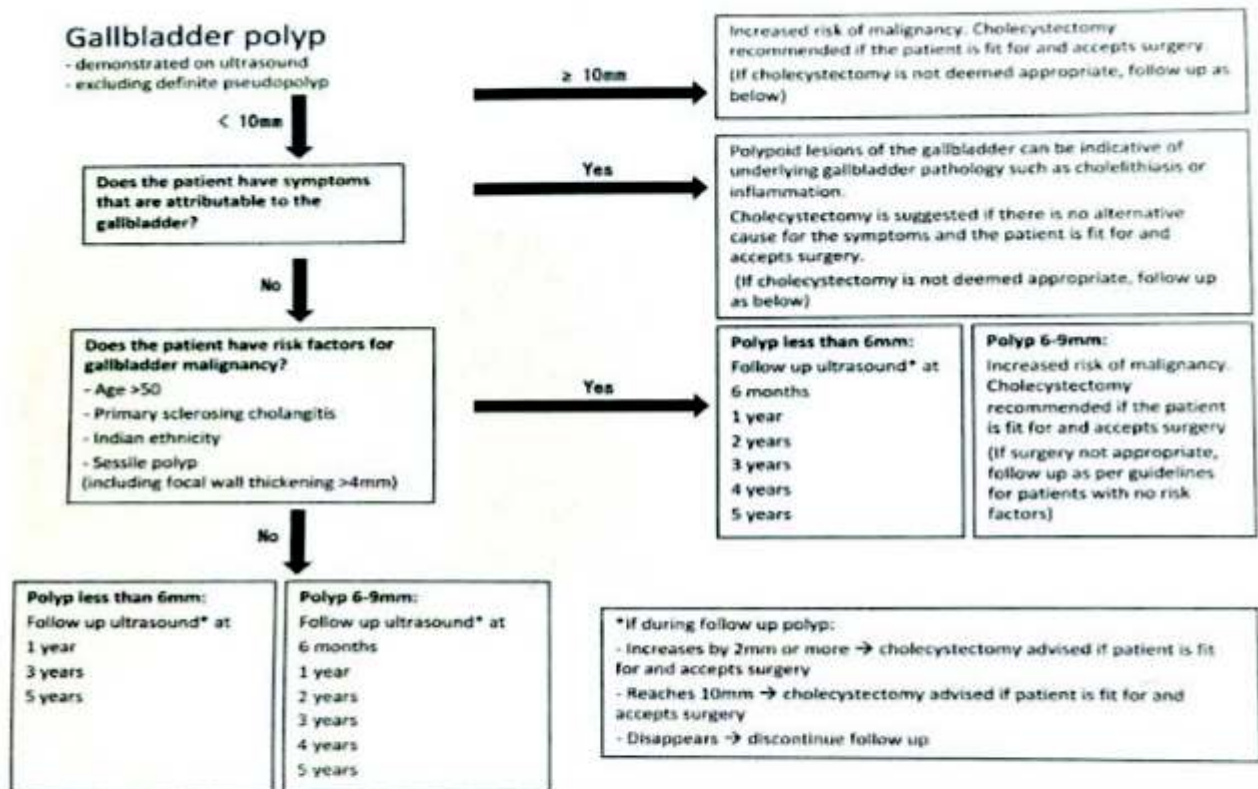 Gallbladder polyp
- demonstrated on ultrasound
- excluding definite pseudopolyp
≥ 10mm
Increased risk of malignancy. Cholecystectomy
recommended if the patient is fit for and accepts surgery.
(If cholecystectomy is not deemed appropriate, follow up as
below)
< 10mm
Does the patient have symptoms
that are attributable to the
gallbladder?
Yes
Polypoid lesions of the gallbladder can be indicative of
underlying gallbladder pathology such as cholelithiasis or
inflammation.
Cholecystectomy is suggested if there is no alternative
cause for the symptoms and the patient is fit for and
accepts surgery.
(If cholecystectomy is not deemed appropriate, follow up
as below)
No
Does the patient have risk factors for
gallbladder malignancy?
- Age >50
- Primary sclerosing cholangitis
- Indian ethnicity
- Sessile polyp
(including focal wall thickening >4mm)
Yes
Polyp less than 6mm:
Follow up ultrasound* at
6 months
1 year
2 years
3 years
4 years
5 years
Polyp 6-9mm:
Increased risk of malignancy.
Cholecystectomy
recommended if the patient
is fit for and accepts surgery
(If surgery not appropriate,
follow up as per guidelines
for patients with no risk
factors)
No
Polyp less than 6mm:
Follow up ultrasound* at
1 year
3 years
5 years
Polyp 6-9mm:
Follow up ultrasound* at
6 months
1 year
2 years
3 years
4 years
5 years
*If during follow up polyp:
- Increases by 2mm or more → cholecystectomy advised if patient is fit
for and accepts surgery
- Reaches 10mm → cholecystectomy advised if patient is fit for and
accepts surgery
- Disappears → discontinue follow up